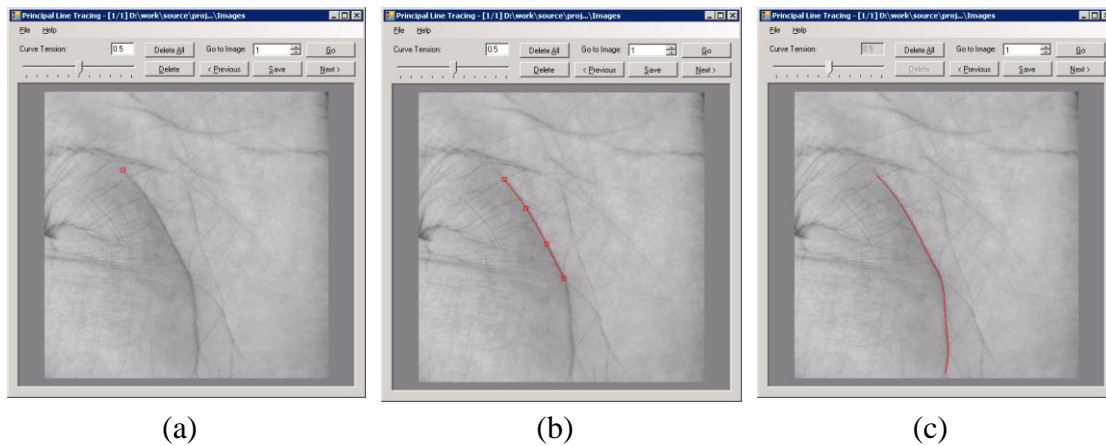 Principal Line Tracing - [1/1] D:\work\source\proj...\Images
File Help
Curve Tension: 0.5 Delete All Go to Image: 1 Go
Delete < Previous Save Next >
(a)
Principal Line Tracing - [1/1] D:\work\source\proj...\Images
File Help
Curve Tension: 0.5 Delete All Go to Image: 1 Go
Delete < Previous Save Next >
(b)
Principal Line Tracing - [1/1] D:\work\source\proj...\Images
File Help
Curve Tension: 0.5 Delete All Go to Image: 1 Go
Delete < Previous Save Next >
(c)